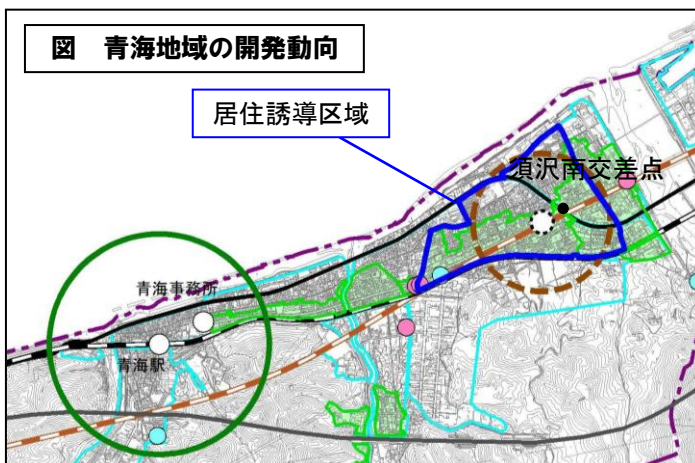 図 青海地域の開発動向
居住誘導区域
須沢南交差点
青海事務所
青海駅